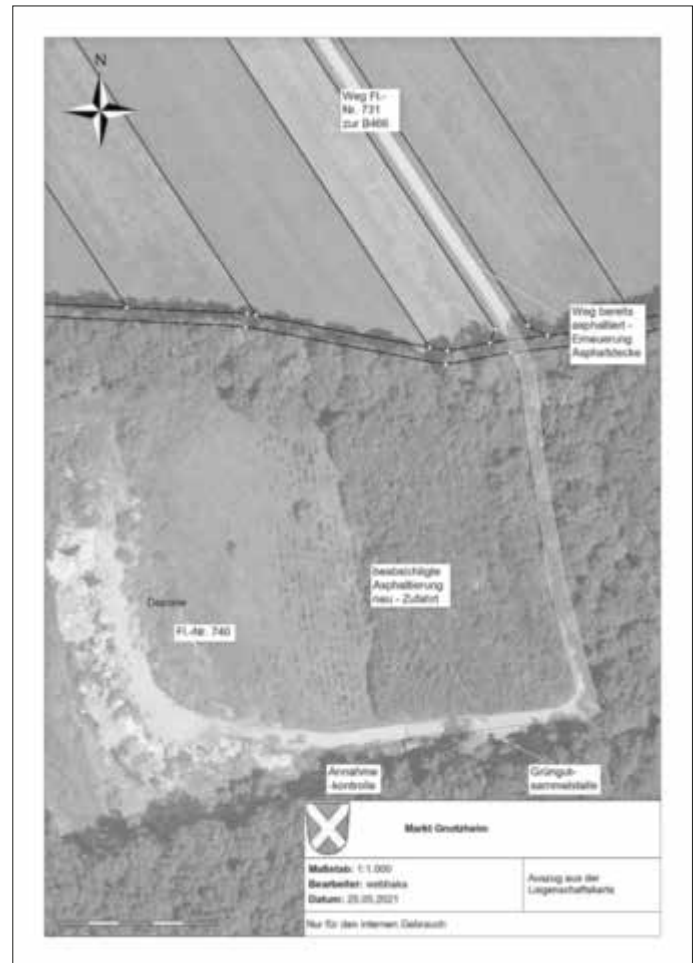 N
Weg Fl.-
Nr. 731
zur B466
Weg bereits
asphaltiert -
Erneuerung
Asphaltdecke
beabsichtigte
Asphaltierung
neu - Zufahrt
Deponie
Fl.-Nr. 740
Annahme
-kontrolle
Grüngut-
sammelstelle
Markt Gnotzheim
Maßstab: 1:1.000
Bearbeiter:
Datum: 25.05.2021
Auszug aus der
Liegenschaftskarte
Nur für den internen Gebrauch